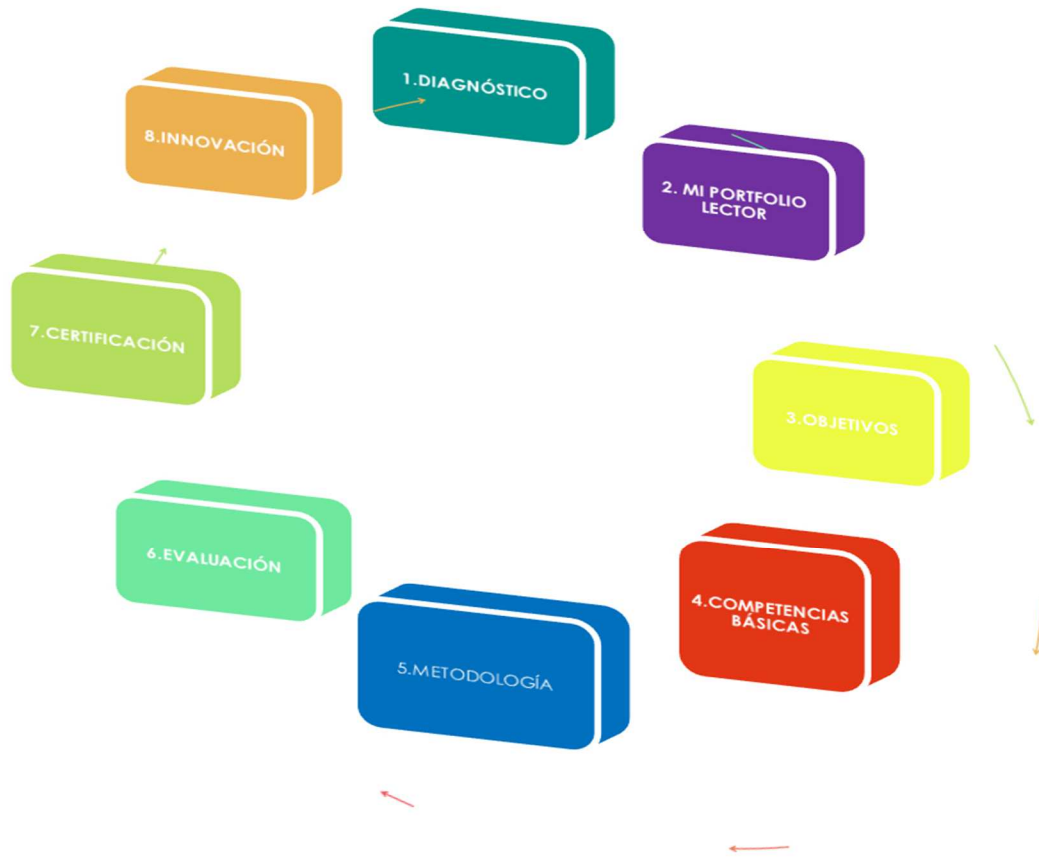 1.DIAGNÓSTICO
2. MI PORTFOLIO
LECTOR
3.OBJETIVOS
4.COMPETENCIAS
BÁSICAS
5.METODOLOGÍA
6.EVALUACIÓN
7.CERTIFICACIÓN
8.INNOVACIÓN